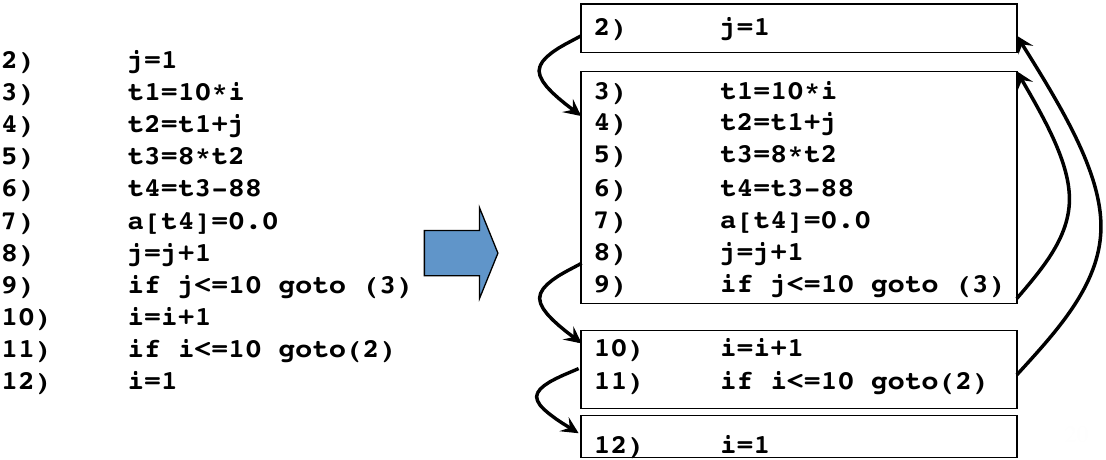 2) j=1
3) t1=10*i
4) t2=t1+j
5) t3=8*t2
6) t4=t3-88
7) a[t4]=0.0
8) j=j+1
9) if j<=10 goto (3)
10) i=i+1
11) if i<=10 goto(2)
12) i=1
2) j=1
3) t1=10*i
4) t2=t1+j
5) t3=8*t2
6) t4=t3-88
7) a[t4]=0.0
8) j=j+1
9) if j<=10 goto (3)
10) i=i+1
11) if i<=10 goto(2)
12) i=1